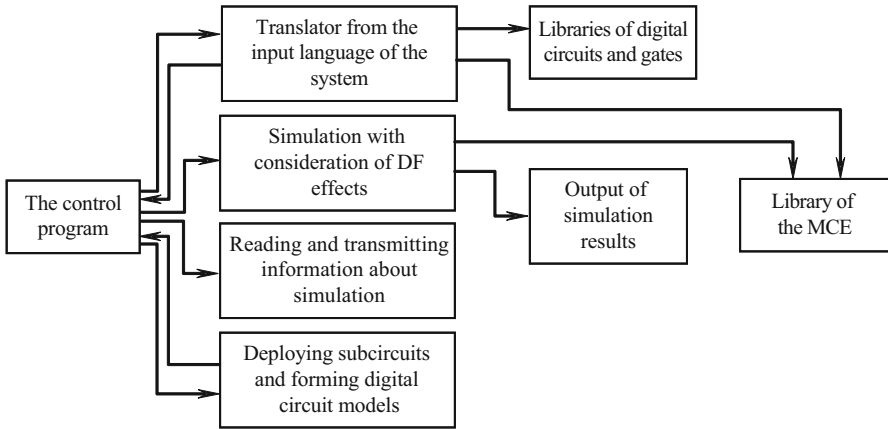 Translator from the
input language of the
system
Libraries of digital
circuits and gates
Simulation with
consideration of DF
effects
The control
program
Output of
simulation
results
Library of
the MCE
Reading and transmitting
information about
simulation
Deploying subcircuits
and forming digital
circuit models